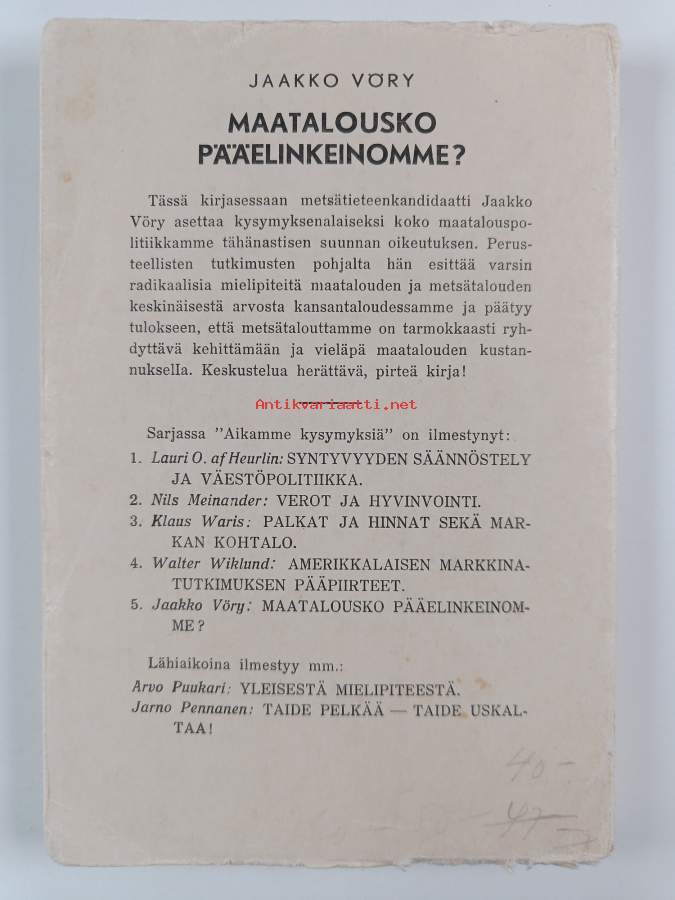 JAAKKO VÖRY
MAATALOUSKO
PÄÄELINKEINOMME?
Tässä kirjasessaan metsätieteenkandidaatti Jaakko
Vöry asettaa kysymyksenalaiseksi koko maatalouspo-
litiikkamme tähänastisen suunnan oikeutuksen. Perus-
teellisten tutkimusten pohjalta hän esittää varsin
radikaalisia mielipiteitä maatalouden ja metsätalouden
keskinäisestä arvosta kansantaloudessamme ja päätyy
tulokseen, että metsätalouttamme on tarmokkaasti ryh-
dyttävä kehittämään ja vieläpä maatalouden kustan-
nuksella. Keskustelua herättävä, pirteä kirja!
Antikvariaatti.net
Sarjassa "Aikamme kysymyksiä" on ilmestynyt:
1. Lauri O. af Heurlin: SYNTYVYYDEN SÄÄNNÖSTELY
JA VÄESTÖPOLITIIKKA.
2. Nils Meinander: VEROT JA HYVINVOINTI.
3. Klaus Waris: PALKAT JA HINNAT SEKÄ MAR-
KAN KOHTALO.
4. Walter Wiklund: AMERIKKALAISEN MARKKINA-
TUTKIMUKSEN PÄÄPIIRTEET.
5. Jaakko Vöry: MAATALOUSKO PÄÄELINKEINOM-
ME?
Lähiaikoina ilmestyy mm.:
Arvo Puukari: YLEISESTÄ MIELIPITEESTÄ.
Jarno Pennanen: TAIDE PELKÄÄ — TAIDE USKAL-
TAA!
40-
47-